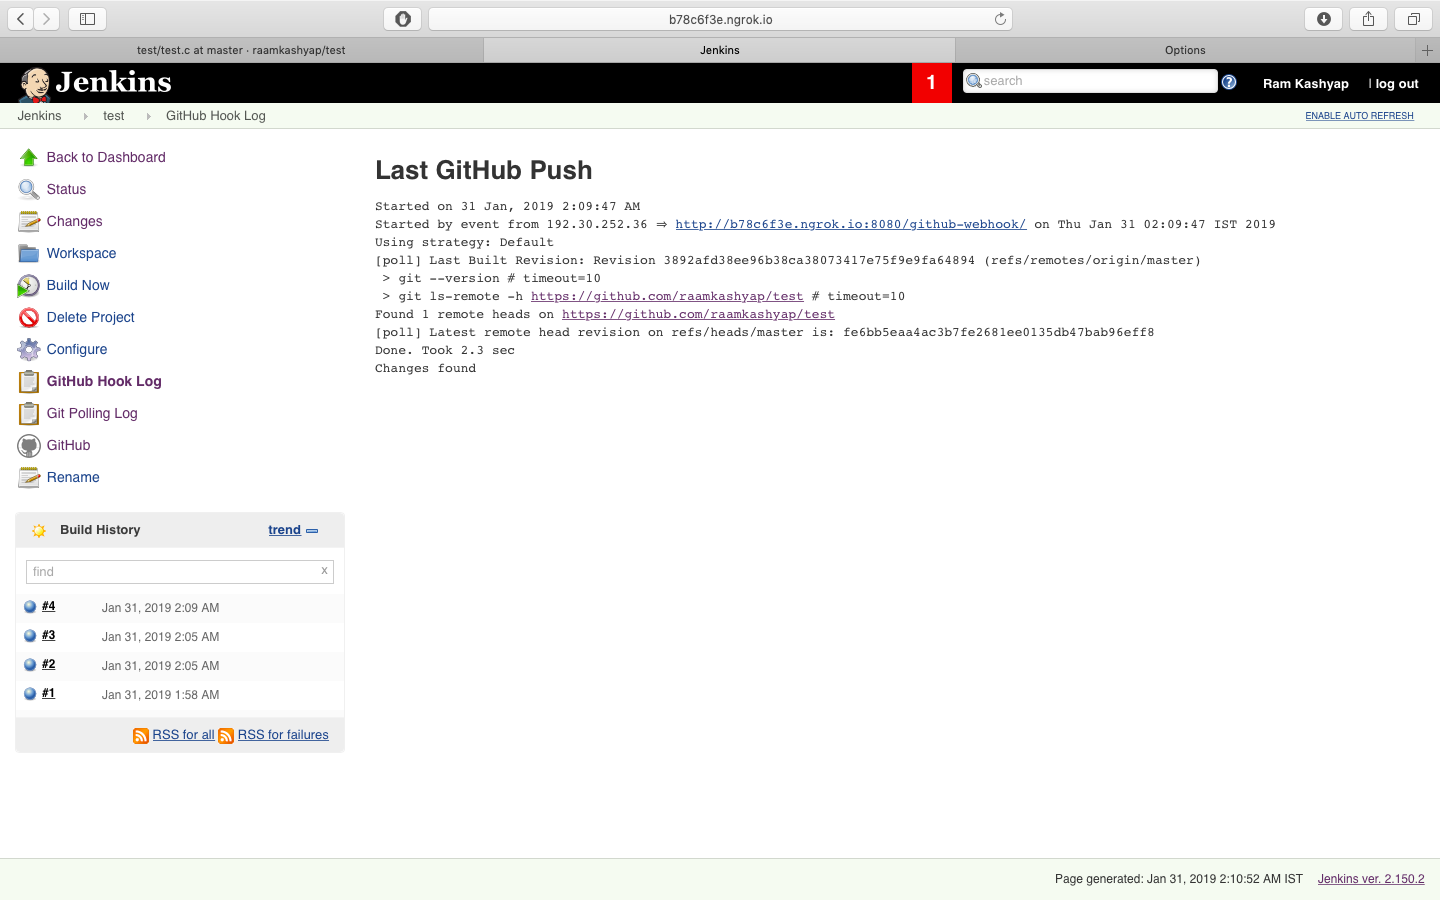 b78c6f3e.ngrok.io
test/test.c at master · raamkashyap/test
Jenkins
Options
Jenkins
1
search
Ram Kashyap
| log out
Jenkins
test
GitHub Hook Log
ENABLE AUTO REFRESH
Back to Dashboard
Status
Changes
Workspace
Build Now
Delete Project
Configure
GitHub Hook Log
Git Polling Log
GitHub
Rename
Build History
trend
find
x
#4 Jan 31, 2019 2:09 AM
#3 Jan 31, 2019 2:05 AM
#2 Jan 31, 2019 2:05 AM
#1 Jan 31, 2019 1:58 AM
RSS for all RSS for failures
Last GitHub Push
Started on 31 Jan, 2019 2:09:47 AM
Started by event from 192.30.252.36 ⇒ http://b78c6f3e.ngrok.io:8080/github-webhook/ on Thu Jan 31 02:09:47 IST 2019
Using strategy: Default
[poll] Last Built Revision: Revision 3892afd38ee96b38ca38073417e75f9e9fa64894 (refs/remotes/origin/master)
> git --version # timeout=10
> git ls-remote -h https://github.com/raamkashyap/test # timeout=10
Found 1 remote heads on https://github.com/raamkashyap/test
[poll] Latest remote head revision on refs/heads/master is: fe6bb5eaa4ac3b7fe2681ee0135db47bab96eff8
Done. Took 2.3 sec
Changes found
Page generated: Jan 31, 2019 2:10:52 AM IST
Jenkins ver. 2.150.2